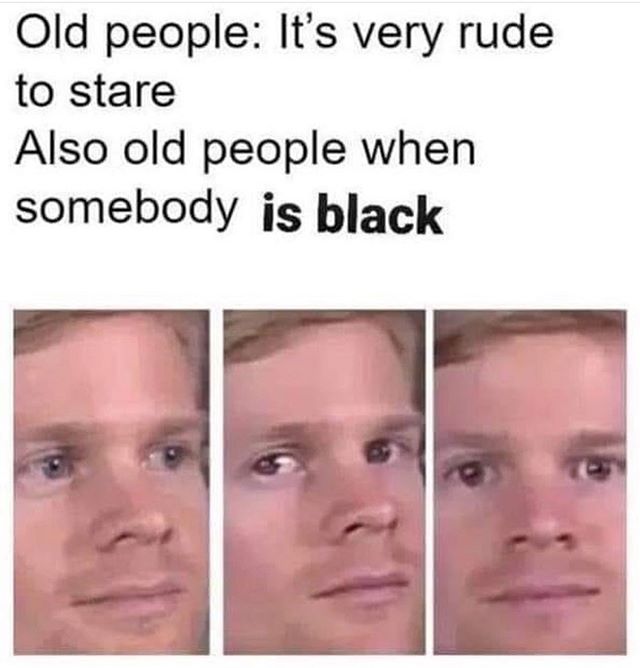 Old people: It's very rude
to stare
Also old people when
somebody is black